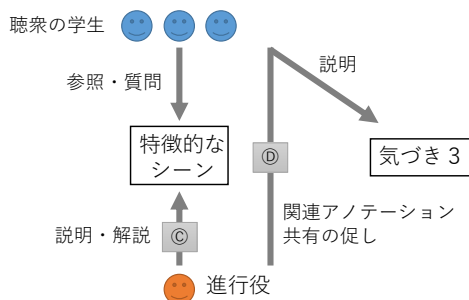 聴衆の学生
説明
参照・質問
特徴的な
シーン
Ⓓ
気づき３
関連アノテーション
共有の促し
説明・解説
Ⓒ
進行役